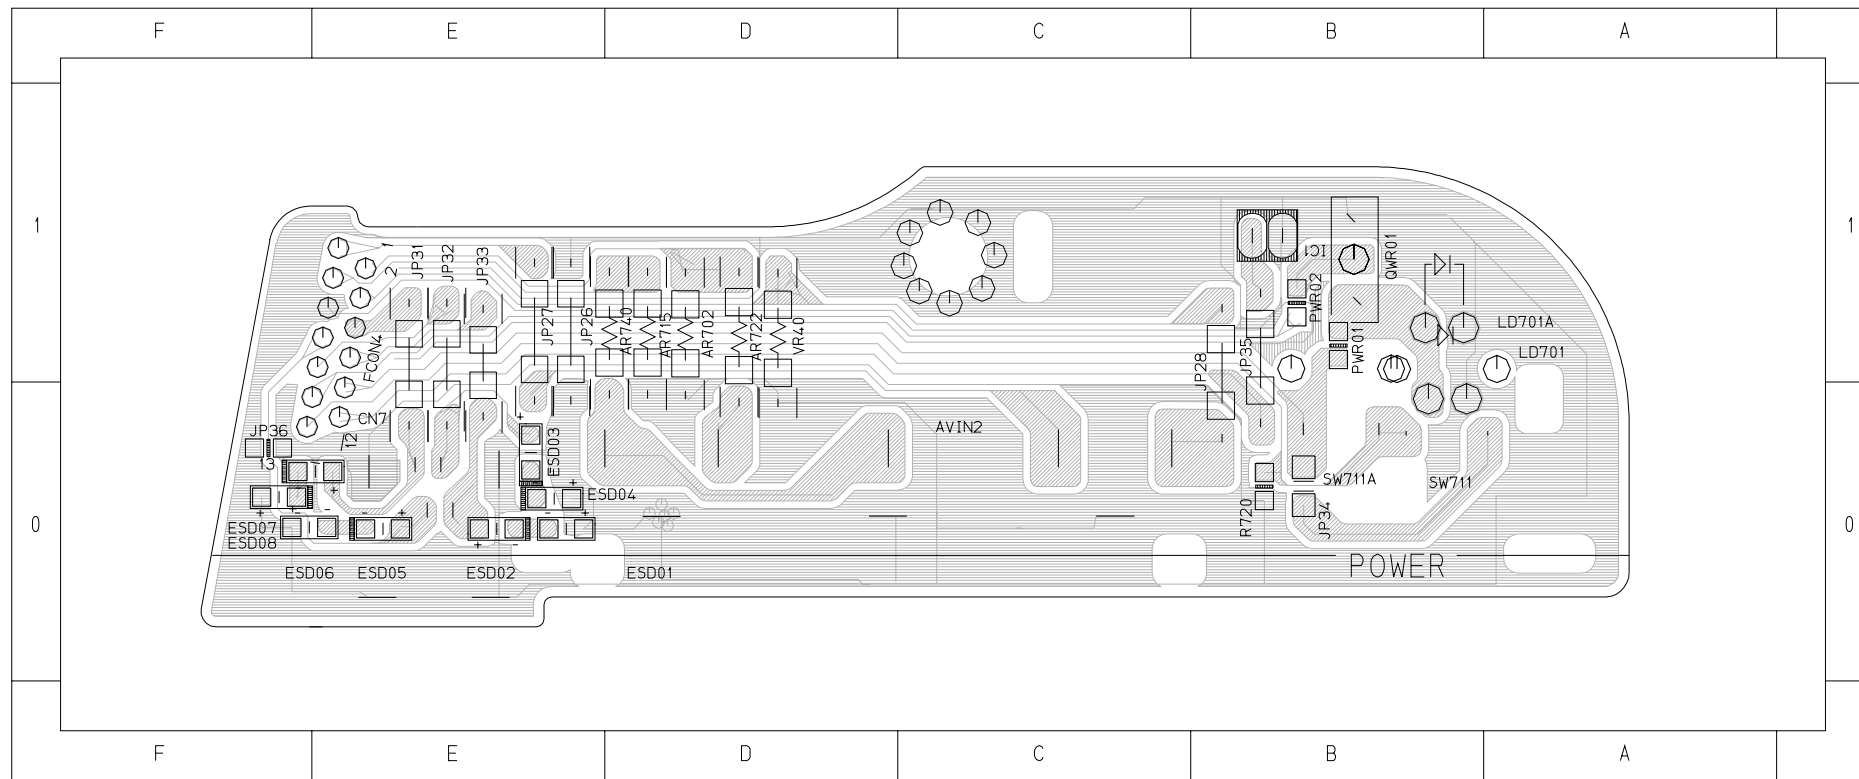 F E D C B A
1 1
0 0
1
2
JP31
JP32
JP33
JP27
JP26
AR740
AR715
AR702
AR722
VR40
IC1
QWR01
PWR02
PWR01
LD701A
LD701
JP28
JP35
FCON4
CN7
JP36
12
13
ESD03
ESD04
AVIN2
SW711A
SW711
R720
JP34
ESD07
ESD08
ESD06 ESD05 ESD02 ESD01
POWER
F E D C B A